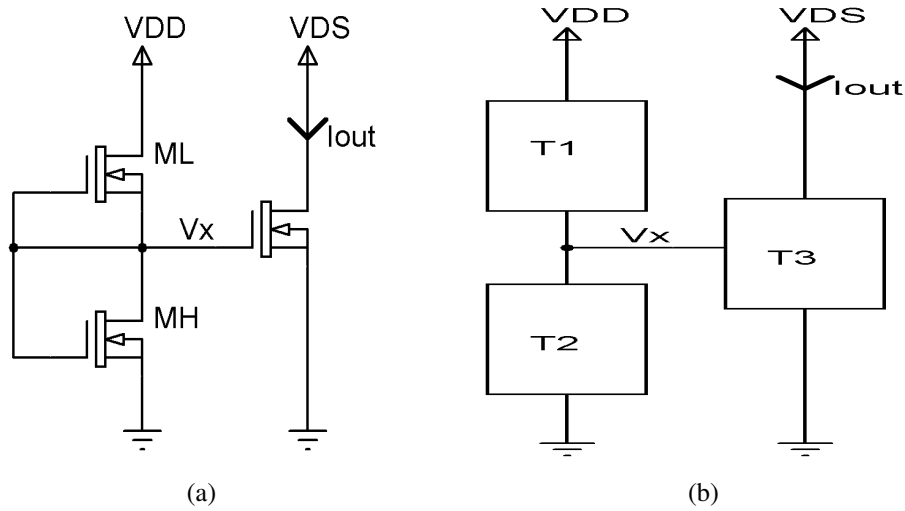 VDD
VDS
ML
Iout
Vx
MH
(a)
VDD
VDS
Iout
T1
Vx
T3
T2
(b)